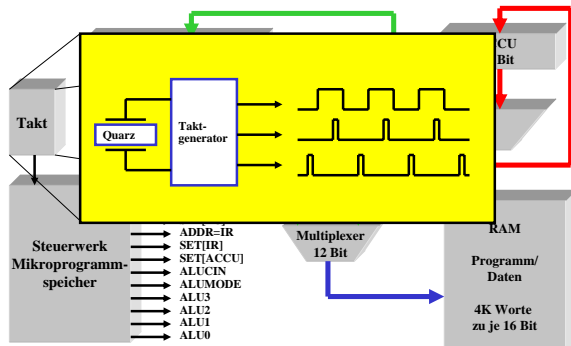 CU
Bit
Takt
Quarz
Takt-
generator
ADDR=IR
SET[IR]
SET[ACCU]
ALUCIN
ALUMODE
ALU3
ALU2
ALU1
ALU0
Steuerwerk
Mikroprogramm-
speicher
Multiplexer
12 Bit
RAM
Programm/
Daten
4K Worte
zu je 16 Bit